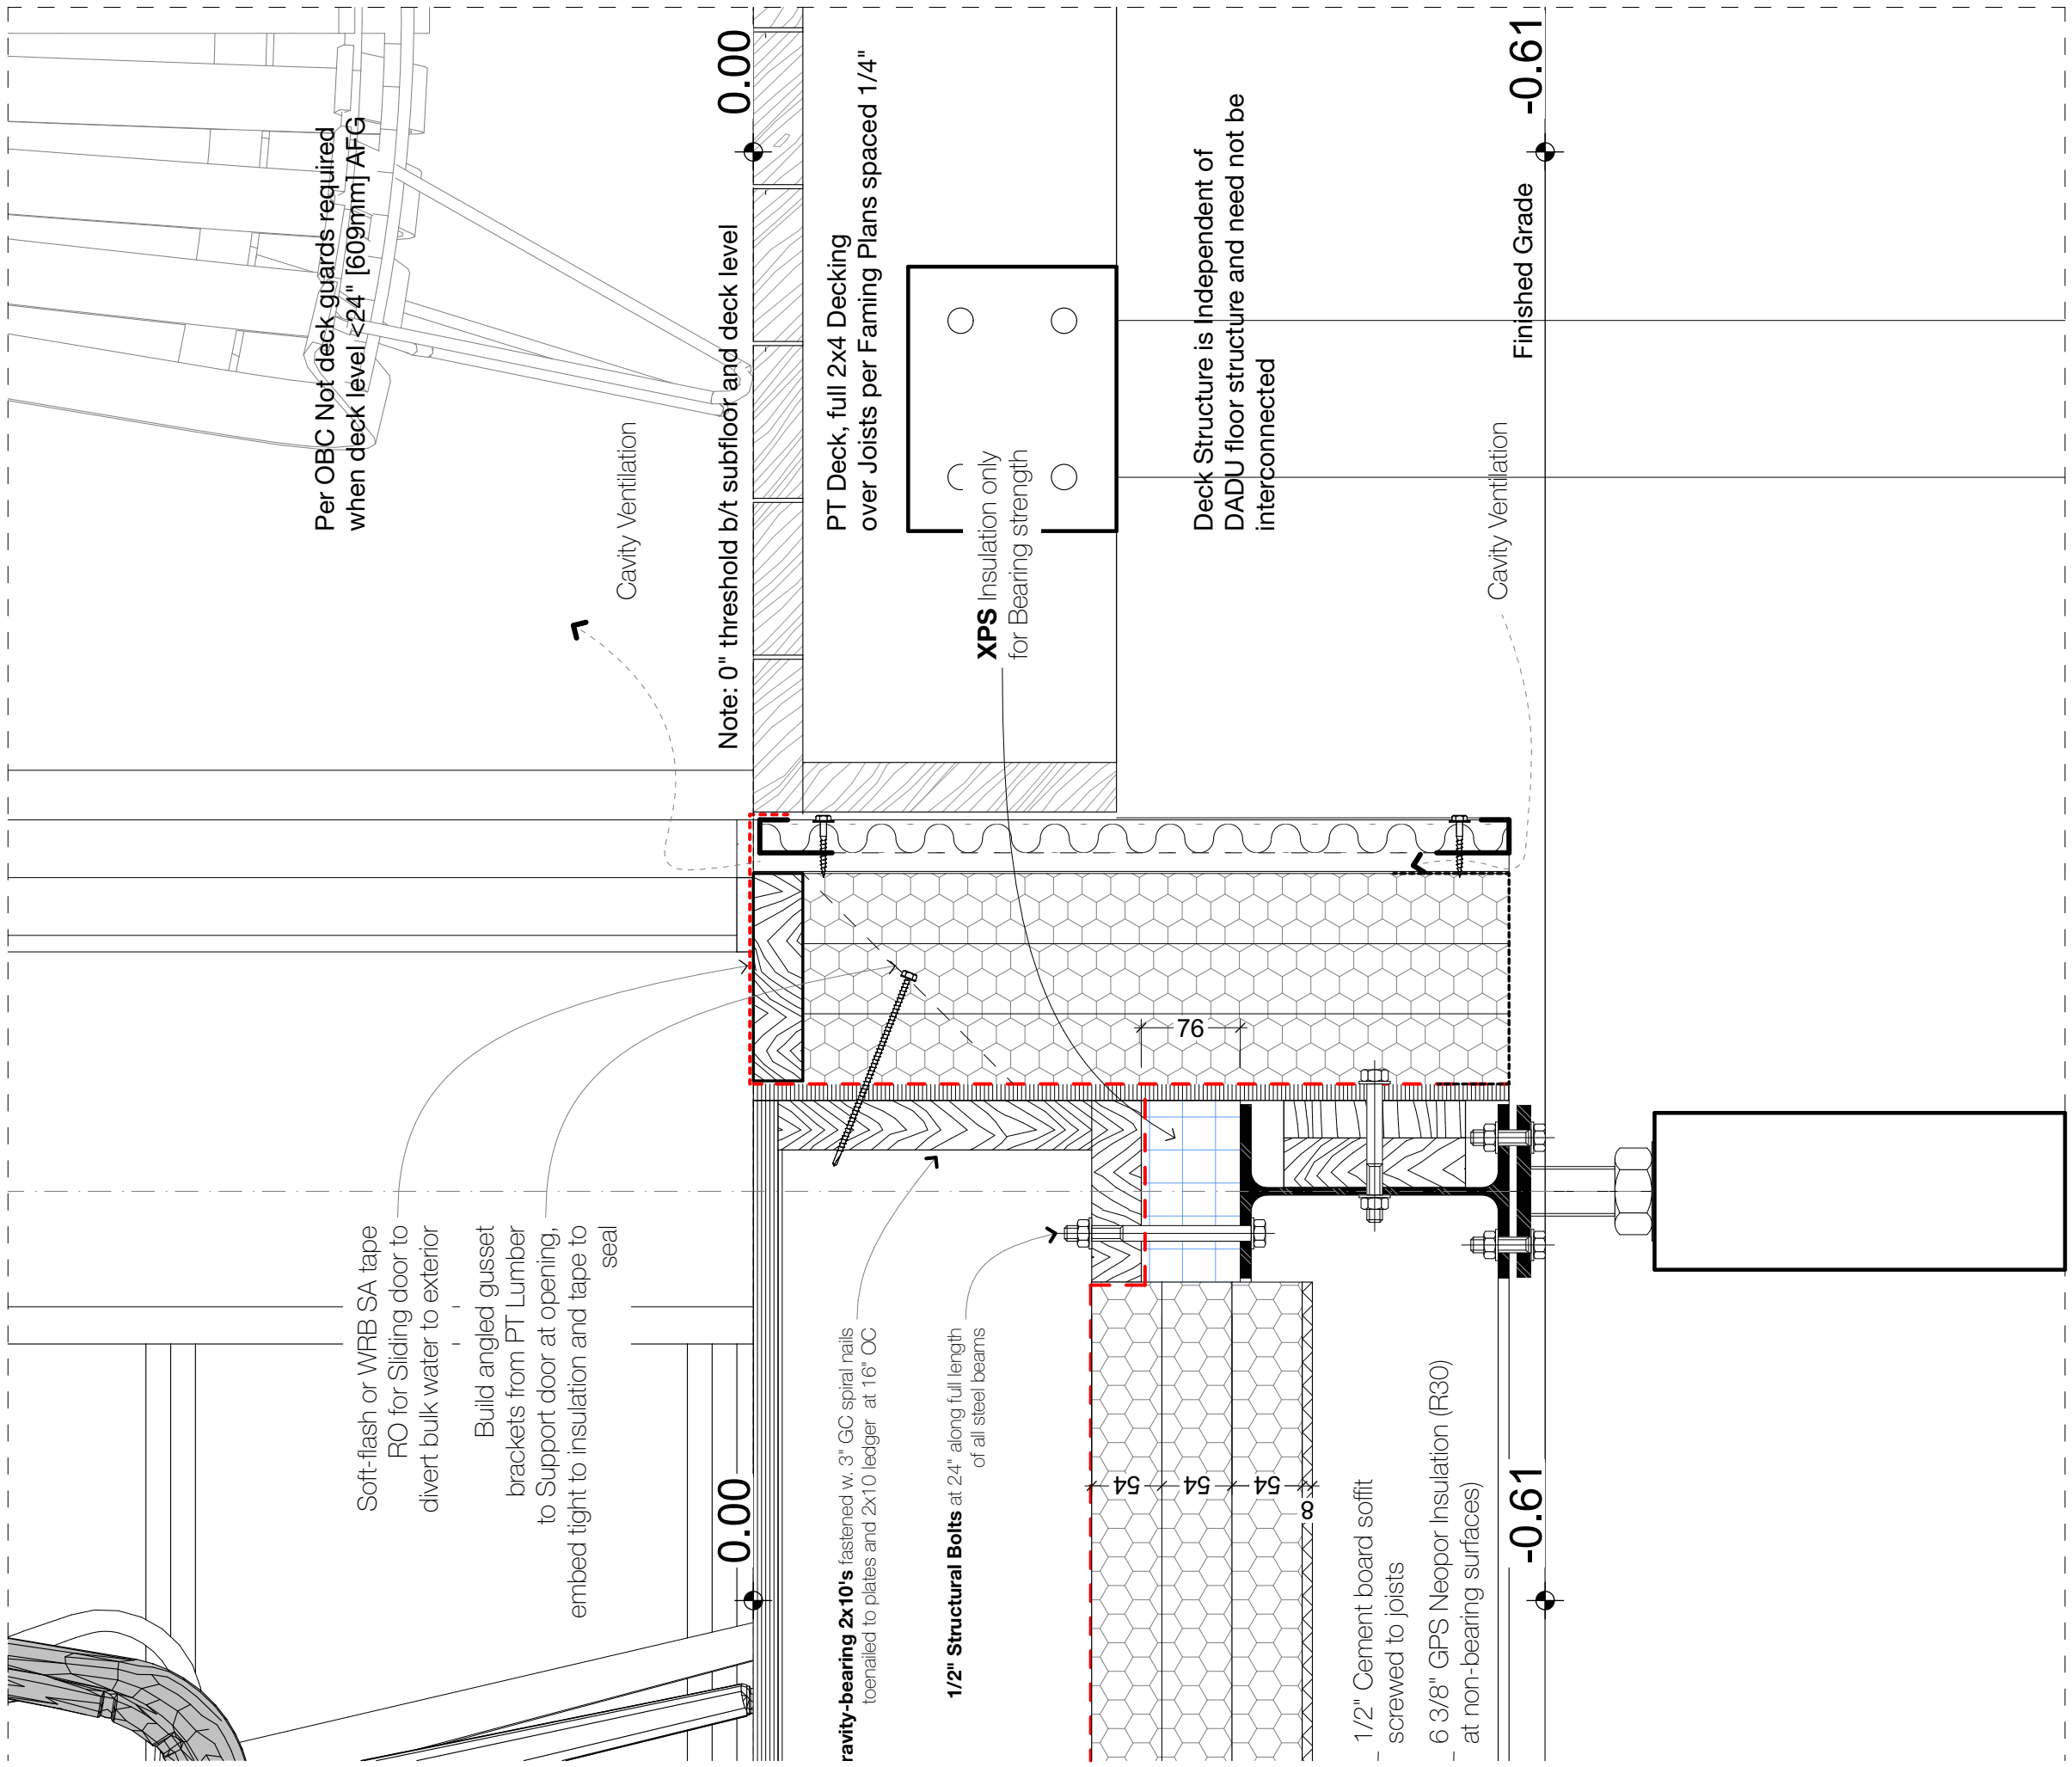 Per OBC Not deck guards required
when deck level <24" [609mm] AFG
0.00
Note: 0" threshold b/t subfloor and deck level
PT Deck, full 2x4 Decking
over Joists per Faming Plans spaced 1/4"
Deck Structure is Independent of
DADU floor structure and need not be
interconnected
-0.61
Finished Grade
Cavity Ventilation
XPS Insulation only
for Bearing strength
Cavity Ventilation
76
Soft-flash or WRB SA tape
RO for Sliding door to
divert bulk water to exterior
Build angled gusset
brackets from PT Lumber
to Support door at opening,
embed tight to insulation and tape to
seal
0.00
ravity-bearing 2x10's fastened w. 3" GC spiral nails
toenailed to plates and 2x10 ledger at 16" OC
1/2" Structural Bolts at 24" along full length
of all steel beams
54
54
54
8
1/2" Cement board soffit
screwed to joists
6 3/8" GPS Neopor Insulation (R30)
at non-bearing surfaces)
-0.61